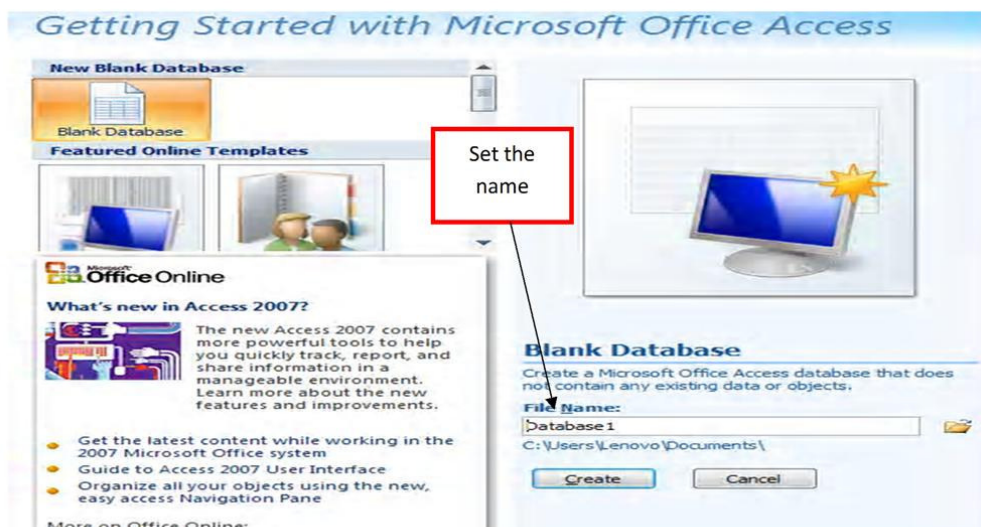 Getting Started with Microsoft Office Access
New Blank Database
Blank Database
Featured Online Templates
Set the
name
Microsoft
Office Online
What's new in Access 2007?
The new Access 2007 contains
more powerful tools to help
you quickly track, report, and
share information in a
manageable environment.
Learn more about the new
features and improvements.
Get the latest content while working in the
2007 Microsoft Office system
Guide to Access 2007 User Interface
Organize all your objects using the new,
easy access Navigation Pane
More on Office Online:
Blank Database
Create a Microsoft Office Access database that does
not contain any existing data or objects.
File Name:
Database1
C:\Users\Lenovo\Documents\
Create
Cancel